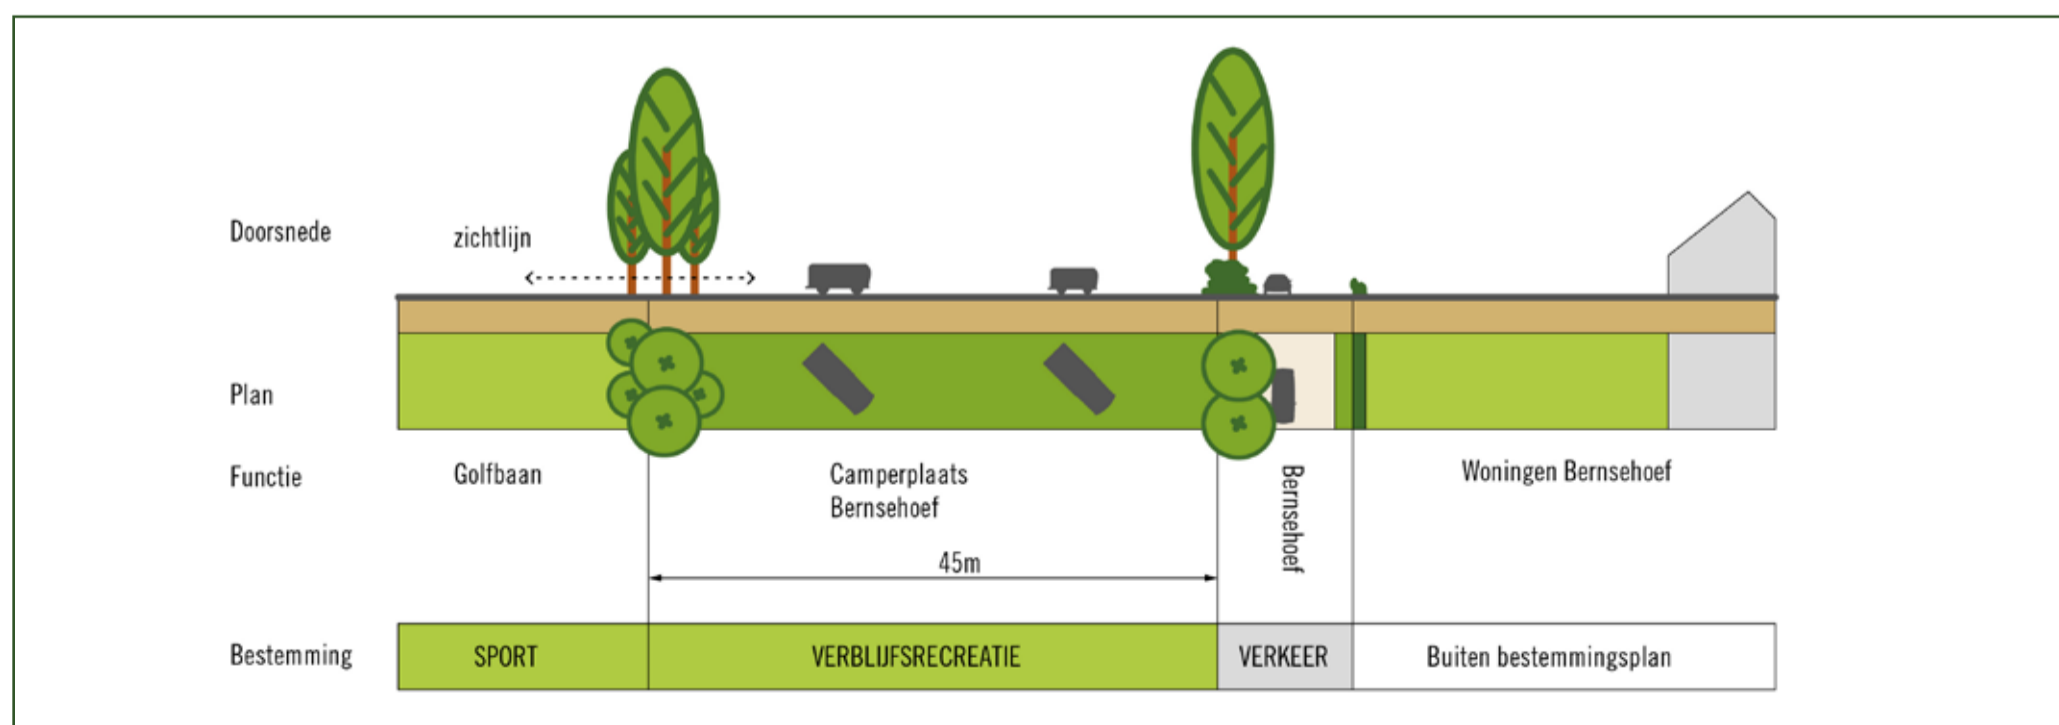 Doorsnede
zichtlijn
Plan
Functie
Golfbaan
Camperplaats
Bernsehoef
Bernsehoef
Woningen Bernsehoef
45m
Bestemming
SPORT
VERBLIJFSRECREATIE
VERKEER
Buiten bestemmingsplan